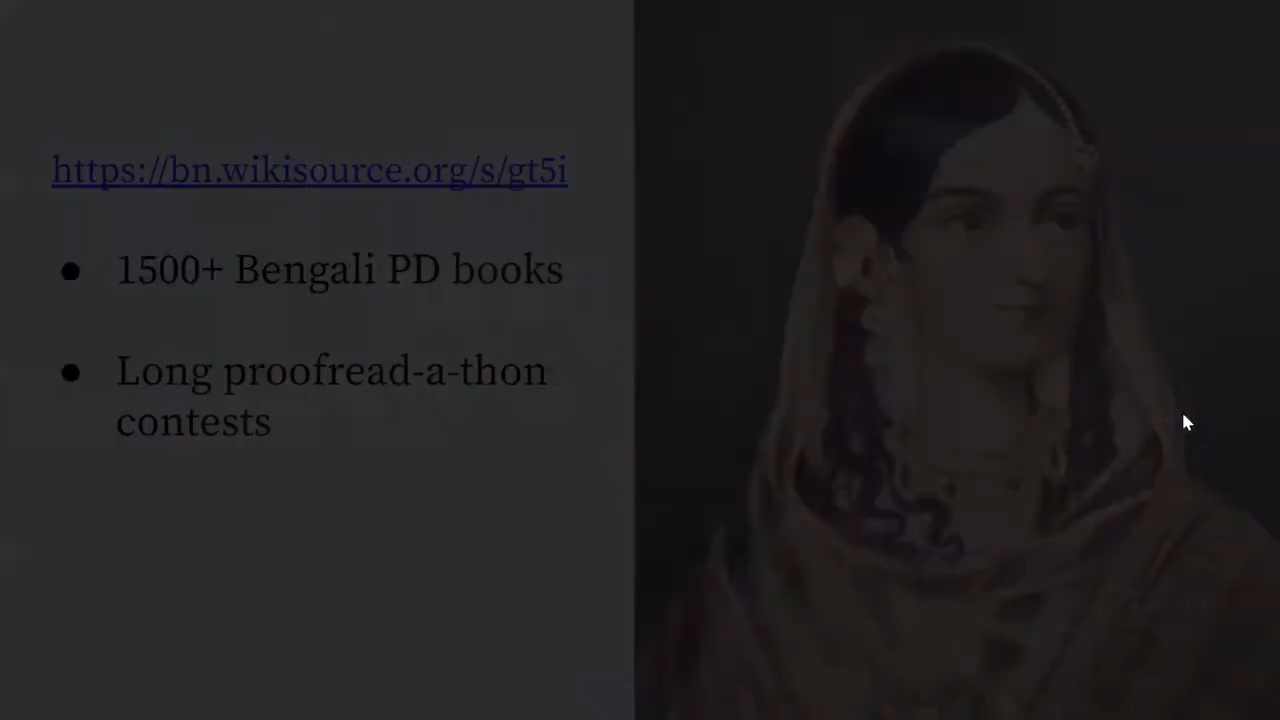 https://bn.wikisource.org/s/gt5i
● 1500+ Bengali PD books
● Long proofread-a-thon
contests